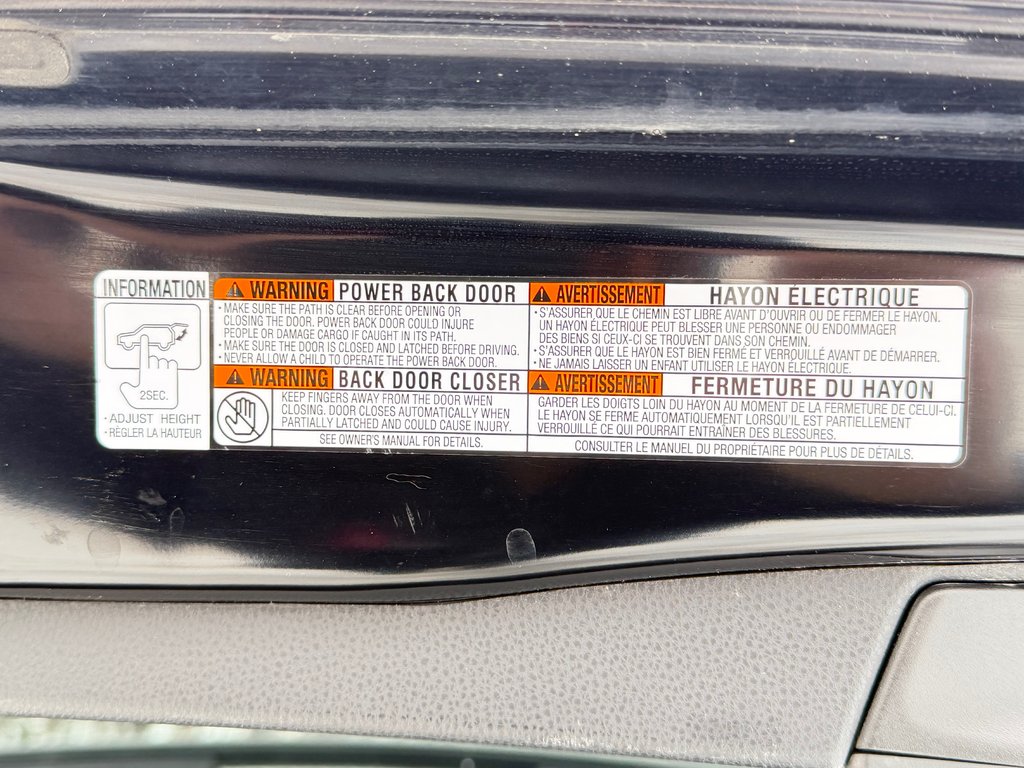 INFORMATION
2SEC.
· ADJUST HEIGHT
· RÉGLER LA HAUTEUR
WARNING POWER BACK DOOR
· MAKE SURE THE PATH IS CLEAR BEFORE OPENING OR
CLOSING THE DOOR. POWER BACK DOOR COULD INJURE
PEOPLE OR DAMAGE CARGO IF CAUGHT IN ITS PATH.
· MAKE SURE THE DOOR IS CLOSED AND LATCHED BEFORE DRIVING.
· NEVER ALLOW A CHILD TO OPERATE THE POWER BACK DOOR.
WARNING BACK DOOR CLOSER
KEEP FINGERS AWAY FROM THE DOOR WHEN
CLOSING. DOOR CLOSES AUTOMATICALLY WHEN
PARTIALLY LATCHED AND COULD CAUSE INJURY.
SEE OWNER'S MANUAL FOR DETAILS.
AVERTISSEMENT HAYON ÉLECTRIQUE
· S'ASSURER QUE LE CHEMIN EST LIBRE AVANT D'OUVRIR OU DE FERMER LE HAYON.
UN HAYON ÉLECTRIQUE PEUT BLESSER UNE PERSONNE OU ENDOMMAGER
DES BIENS SI CEUX-CI SE TROUVENT DANS SON CHEMIN.
· S'ASSURER QUE LE HAYON EST BIEN FERMÉ ET VERROUILLÉ AVANT DE DÉMARRER.
· NE JAMAIS LAISSER UN ENFANT UTILISER LE HAYON ÉLECTRIQUE.
AVERTISSEMENT FERMETURE DU HAYON
GARDER LES DOIGTS LOIN DU HAYON AU MOMENT DE LA FERMETURE DE CELUI-CI.
LE HAYON SE FERME AUTOMATIQUEMENT LORSQU'IL EST PARTIELLEMENT
VERROUILLÉ CE QUI POURRAIT ENTRAÎNER DES BLESSURES.
CONSULTER LE MANUEL DU PROPRIÉTAIRE POUR PLUS DE DÉTAILS.